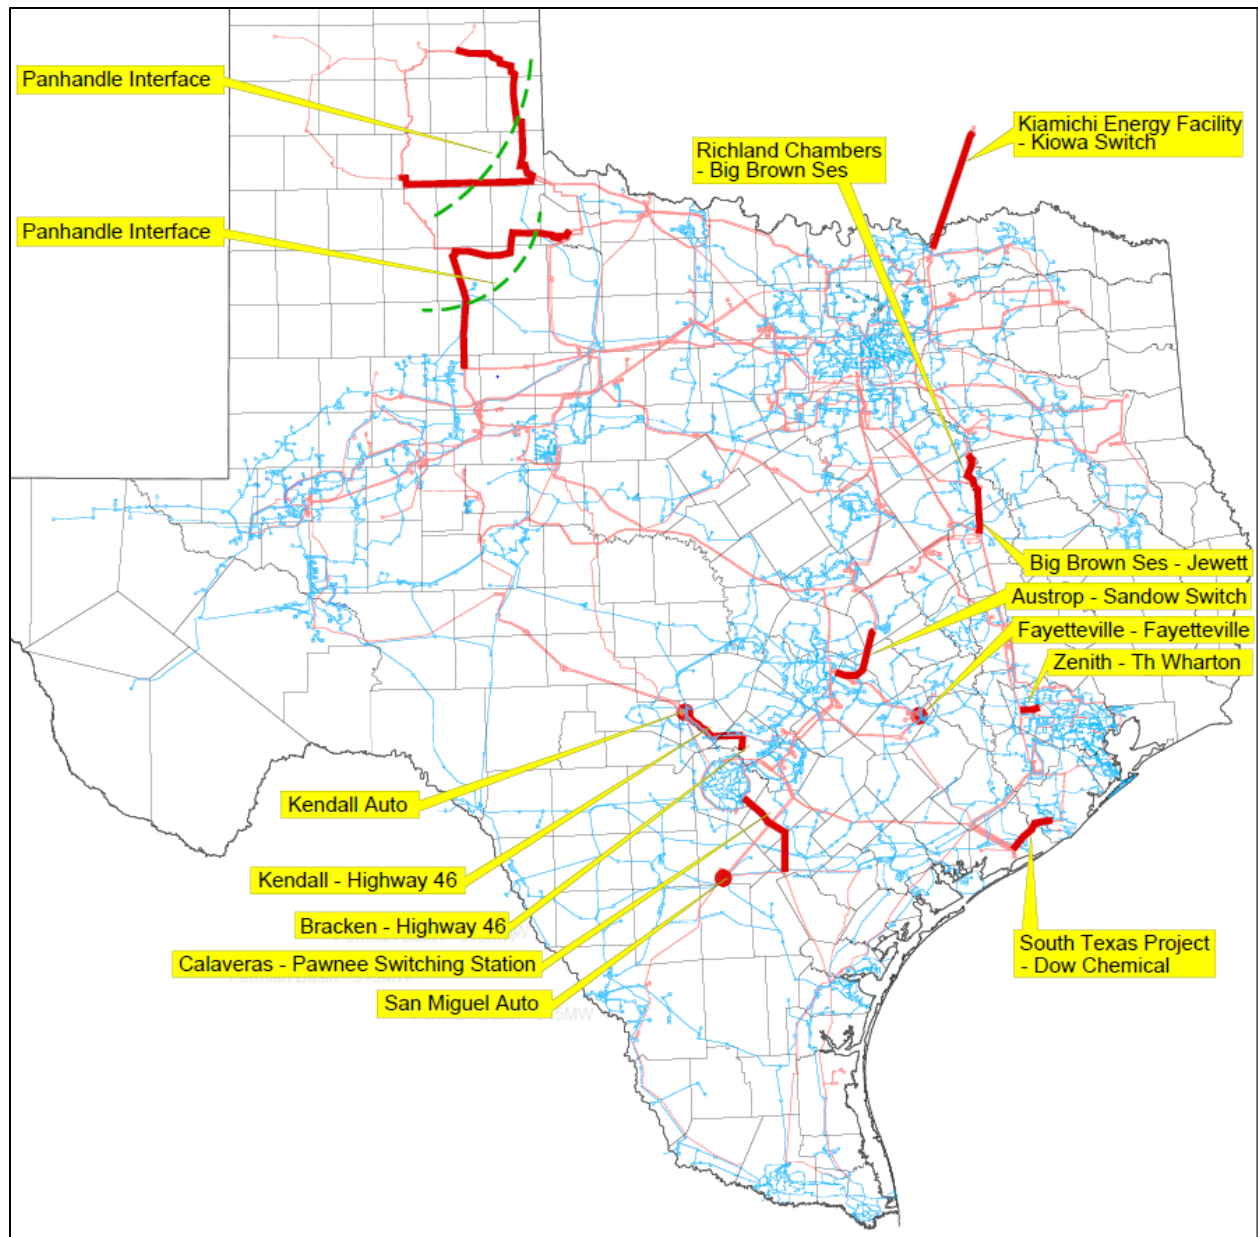 Panhandle Interface
Kiamichi Energy Facility
- Kiowa Switch
Richland Chambers
- Big Brown Ses
Panhandle Interface
Big Brown Ses - Jewett
Austrop - Sandow Switch
Fayetteville - Fayetteville
Zenith - Th Wharton
Kendall Auto
Kendall - Highway 46
Bracken - Highway 46
Calaveras - Pawnee Switching Station
San Miguel Auto
South Texas Project
- Dow Chemical